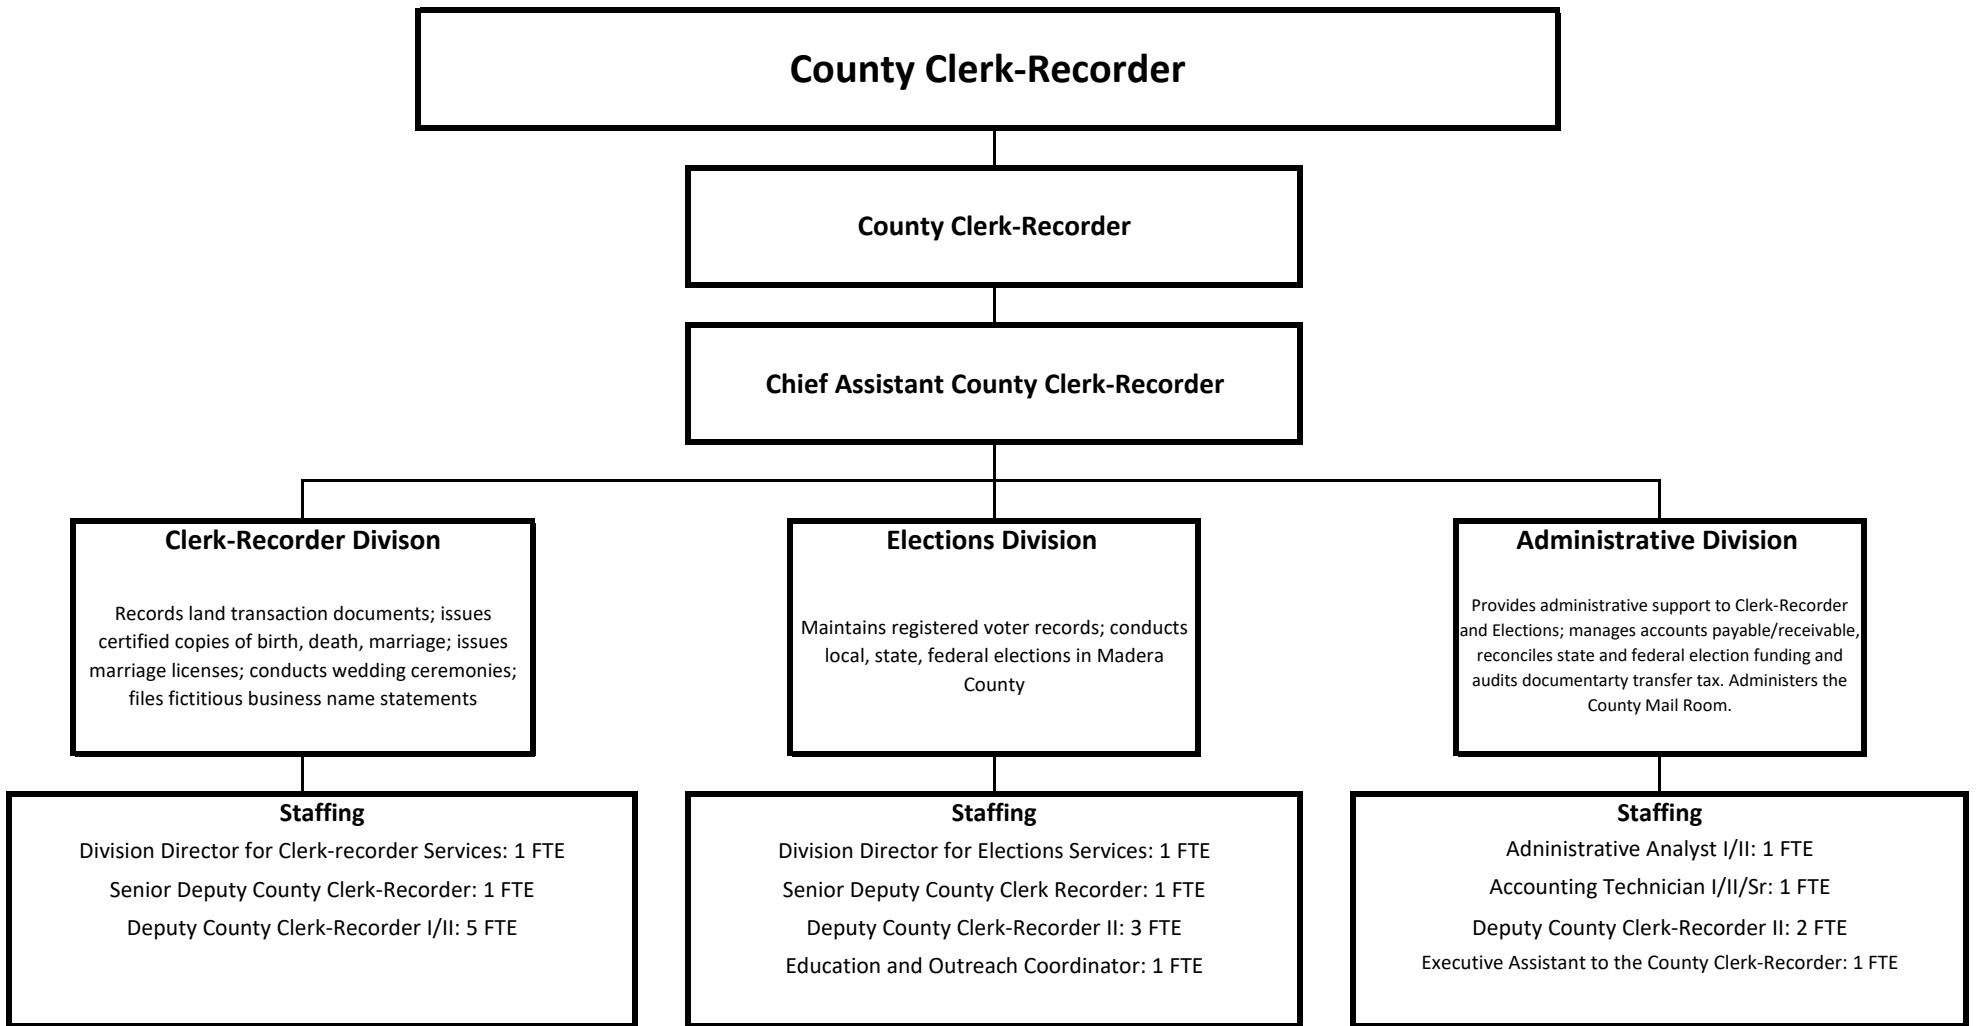 County Clerk-Recorder
County Clerk-Recorder
Chief Assistant County Clerk-Recorder
Clerk-Recorder Divison
Records land transaction documents; issues
certified copies of birth, death, marriage; issues
marriage licenses; conducts wedding ceremonies;
files fictitious business name statements
Elections Division
Maintains registered voter records; conducts
local, state, federal elections in Madera
County
Administrative Division
Provides administrative support to Clerk-Recorder
and Elections; manages accounts payable/receivable,
reconciles state and federal election funding and
audits documentarty transfer tax. Administers the
County Mail Room.
Staffing
Division Director for Clerk-recorder Services: 1 FTE
Senior Deputy County Clerk-Recorder: 1 FTE
Deputy County Clerk-Recorder I/II: 5 FTE
Staffing
Division Director for Elections Services: 1 FTE
Senior Deputy County Clerk Recorder: 1 FTE
Deputy County Clerk-Recorder II: 3 FTE
Education and Outreach Coordinator: 1 FTE
Staffing
Adninistrative Analyst I/II: 1 FTE
Accounting Technician I/II/Sr: 1 FTE
Deputy County Clerk-Recorder II: 2 FTE
Executive Assistant to the County Clerk-Recorder: 1 FTE